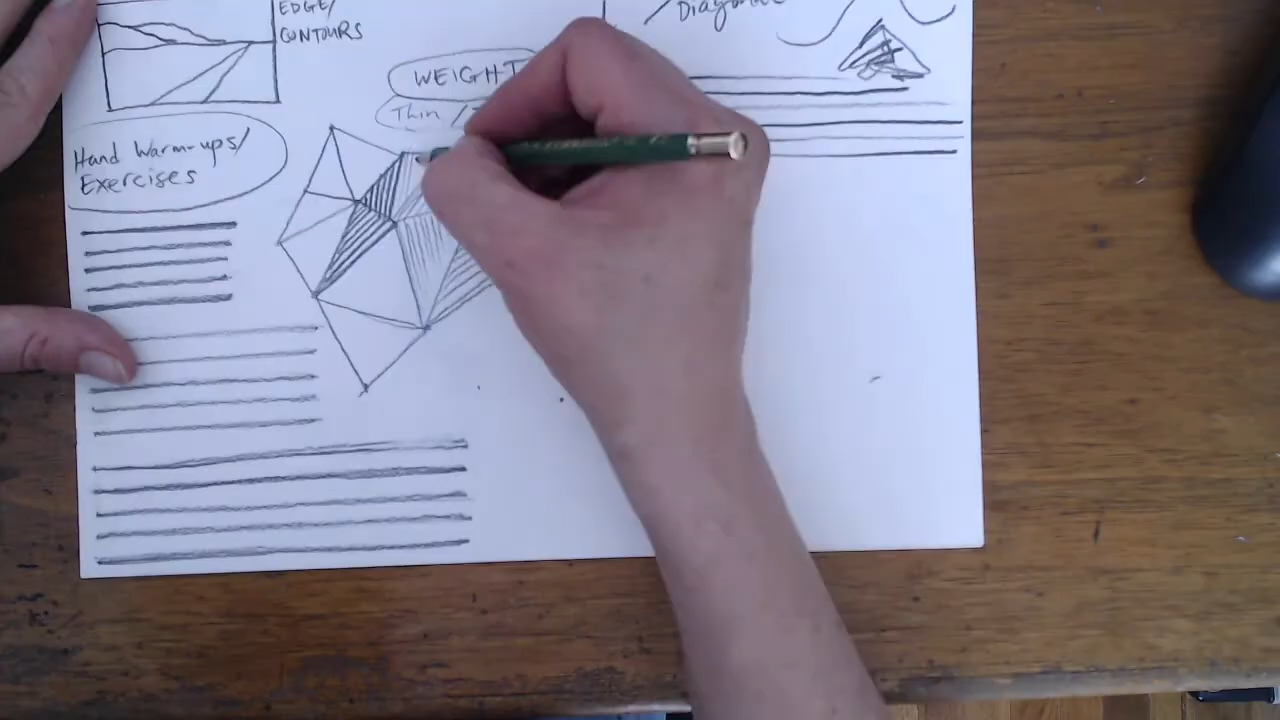 EDGE/
CONTOURS
WEIGHT
Thin /
Hand Warm-ups/
Exercises